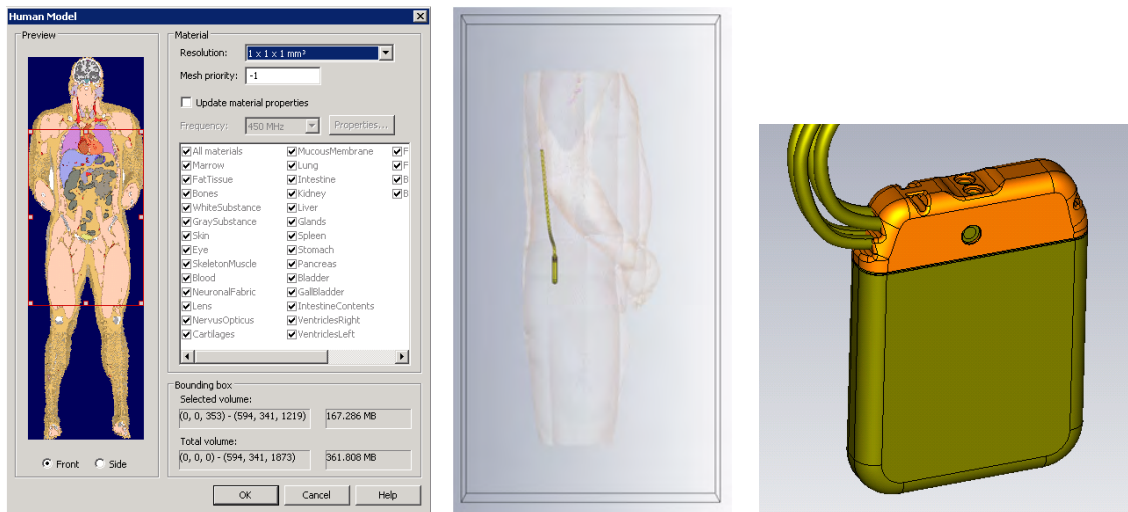 Human Model
Preview
Front Side
Material
Resolution: 1 x 1 x 1 mm³
Mesh priority: -1
Update material properties
Frequency: 450 MHz Properties...
All materials MucousMembrane F
Marrow Lung F
FatTissue Intestine B
Bones Kidney B
WhiteSubstance Liver
GraySubstance Glands
Skin Spleen
Eye Stomach
SkeletonMuscle Pancreas
Blood Bladder
NeuronalFabric GallBladder
Lens IntestineContents
NervusOpticus VentriclesRight
Cartilages VentriclesLeft
Bounding box
Selected volume:
(0, 0, 353) - (594, 341, 1219) 167.286 MB
Total volume:
(0, 0, 0) - (594, 341, 1873) 361.808 MB
OK Cancel Help